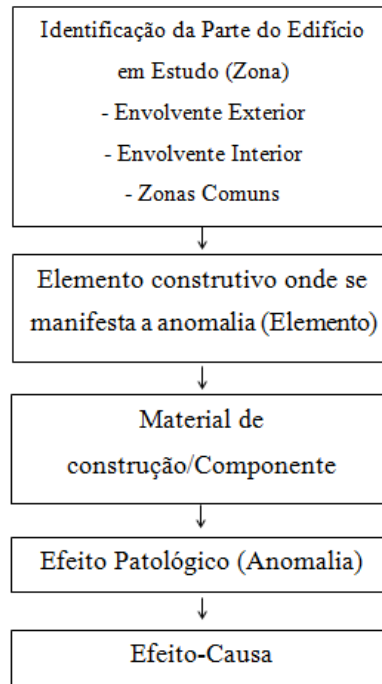 Identificação da Parte do Edifício
em Estudo (Zona)
- Envolvente Exterior
- Envolvente Interior
- Zonas Comuns
Elemento construtivo onde se
manifesta a anomalia (Elemento)
Material de
construção/Componente
Efeito Patológico (Anomalia)
Efeito-Causa